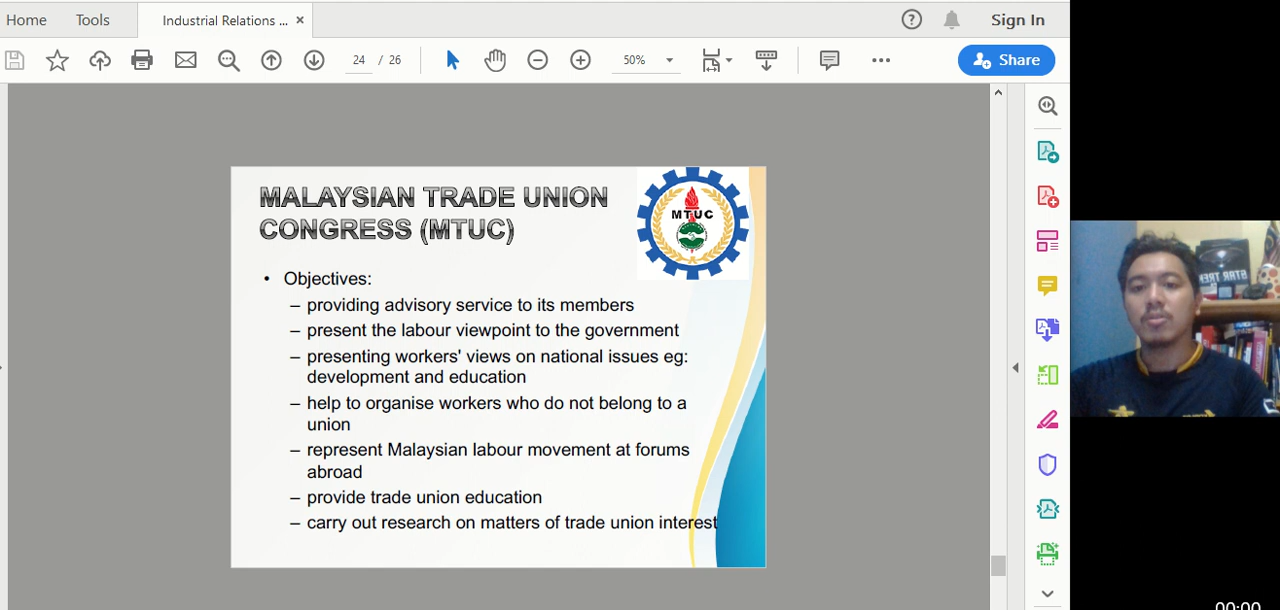 Home Tools Industrial Relations ... × Sign In
24 / 26 50% Share
MALAYSIAN TRADE UNION
CONGRESS (MTUC)
MTUC
• Objectives:
– providing advisory service to its members
– present the labour viewpoint to the government
– presenting workers' views on national issues eg:
development and education
– help to organise workers who do not belong to a
union
– represent Malaysian labour movement at forums
abroad
– provide trade union education
– carry out research on matters of trade union interest
STAR TREK
00:00